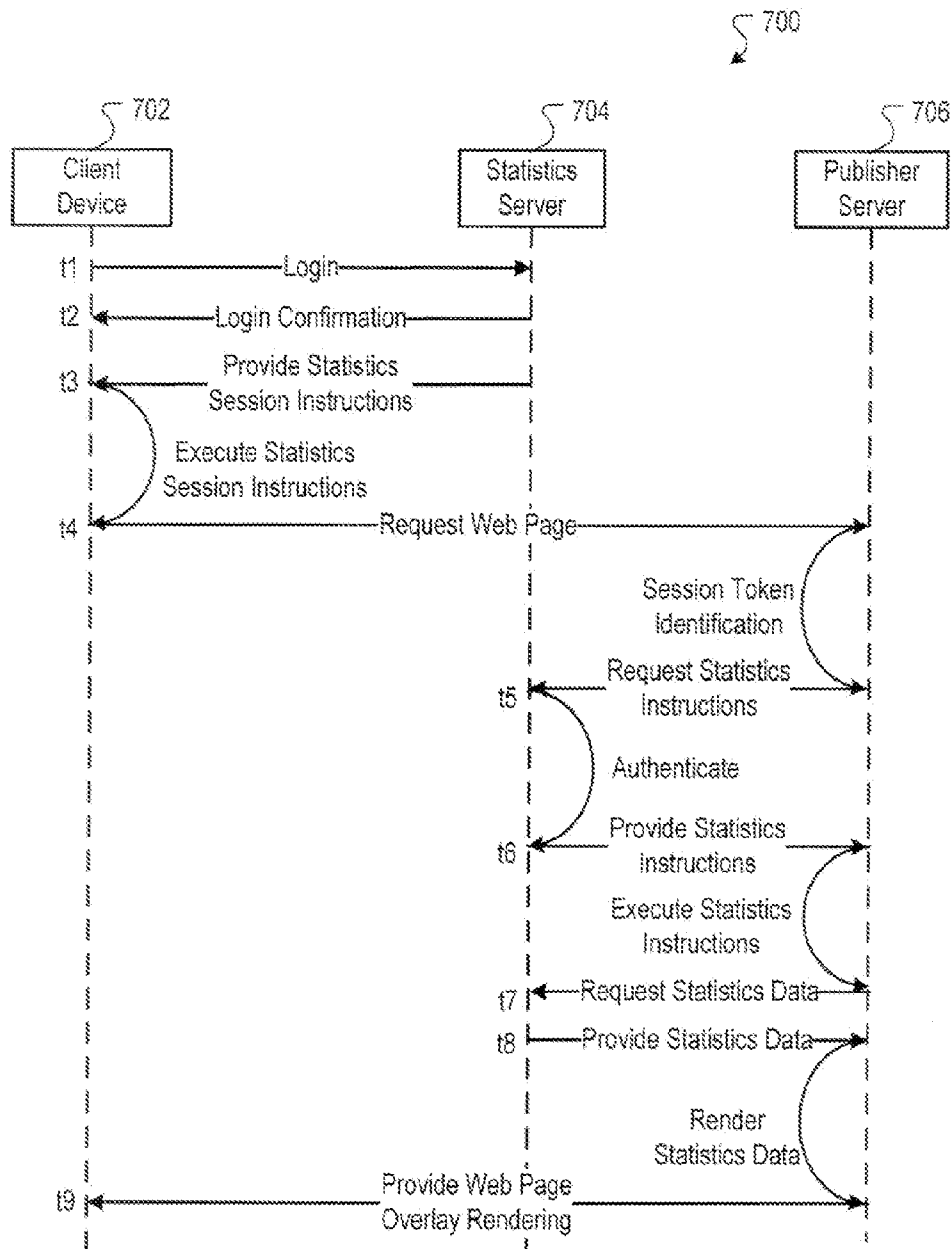 700
702
704
706
Client
Device
Statistics
Server
Publisher
Server
t1
Login
t2
Login Confirmation
t3
Provide Statistics
Session Instructions
Execute Statistics
Session Instructions
t4
Request Web Page
Session Token
Identification
t5
Request Statistics
Instructions
Authenticate
t6
Provide Statistics
Instructions
Execute Statistics
Instructions
t7
Request Statistics Data
t8
Provide Statistics Data
Render
Statistics Data
t9
Provide Web Page
Overlay Rendering